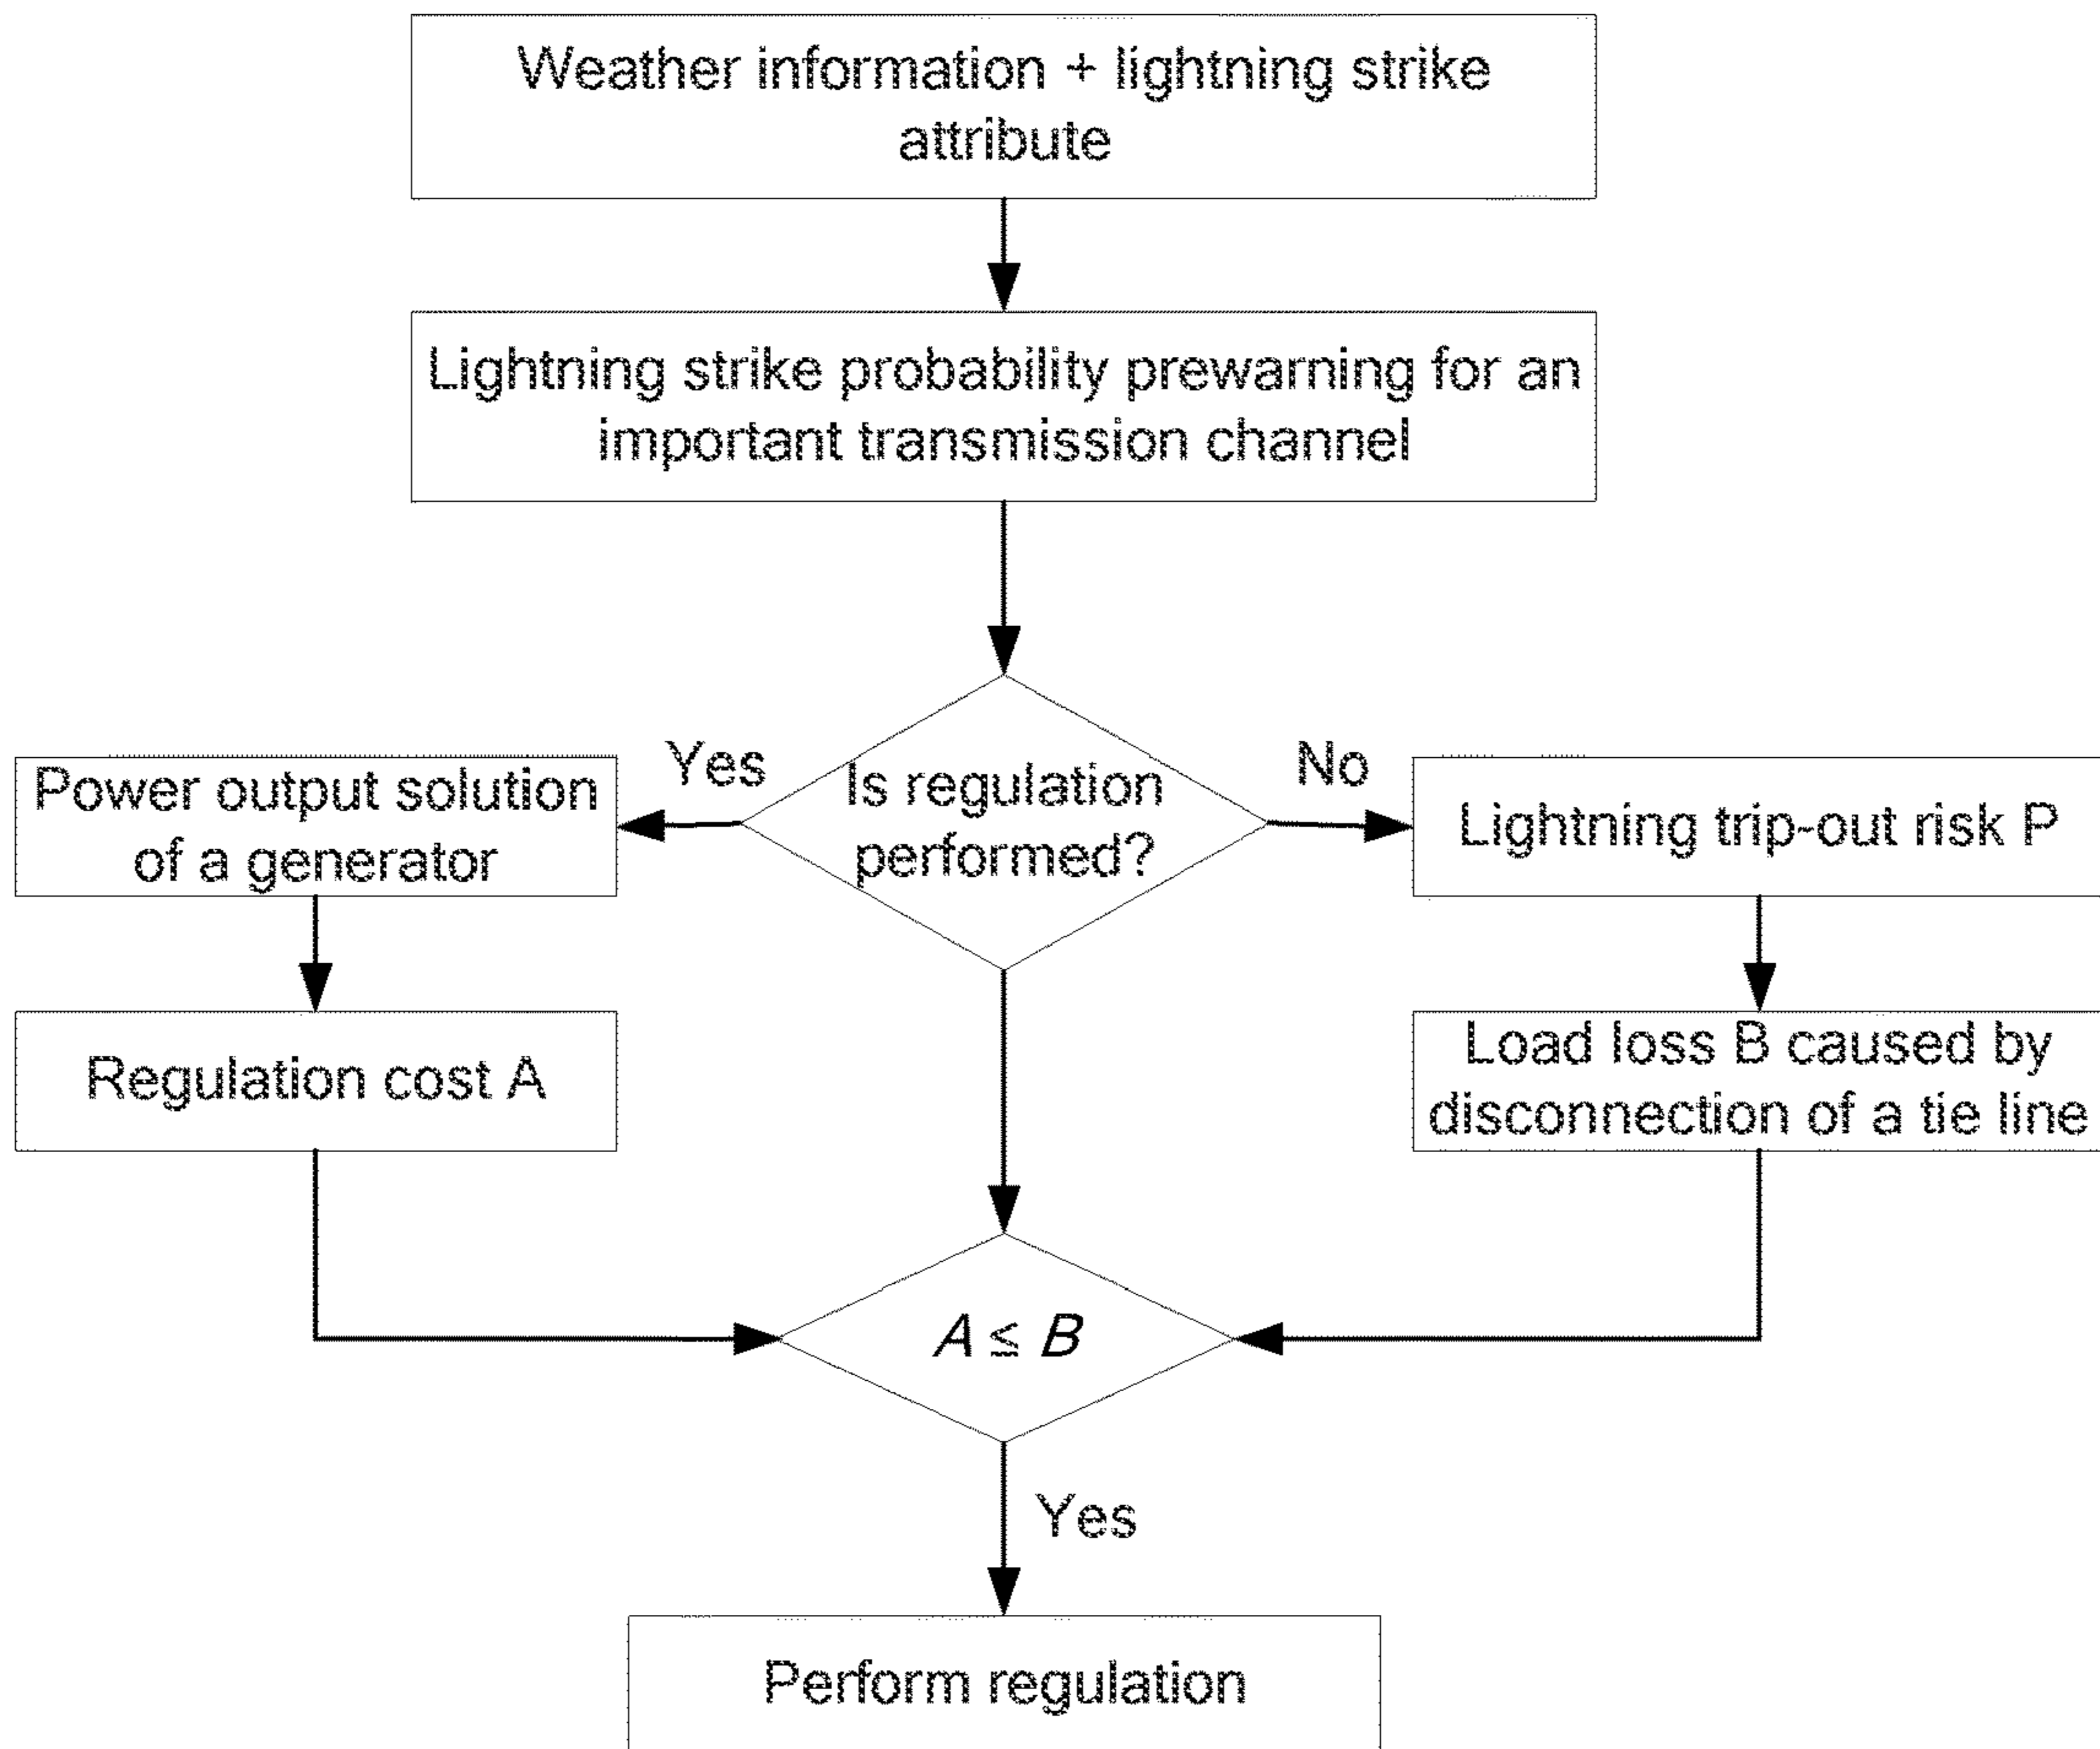 Weather information + lightning strike
attribute
Lightning strike probability prewarning for an
important transmission channel
Yes
Is regulation
performed?
No
Power output solution
of a generator
Lightning trip-out risk P
Regulation cost A
Load loss B caused by
disconnection of a tie line
A ≦ B
Yes
Perform regulation